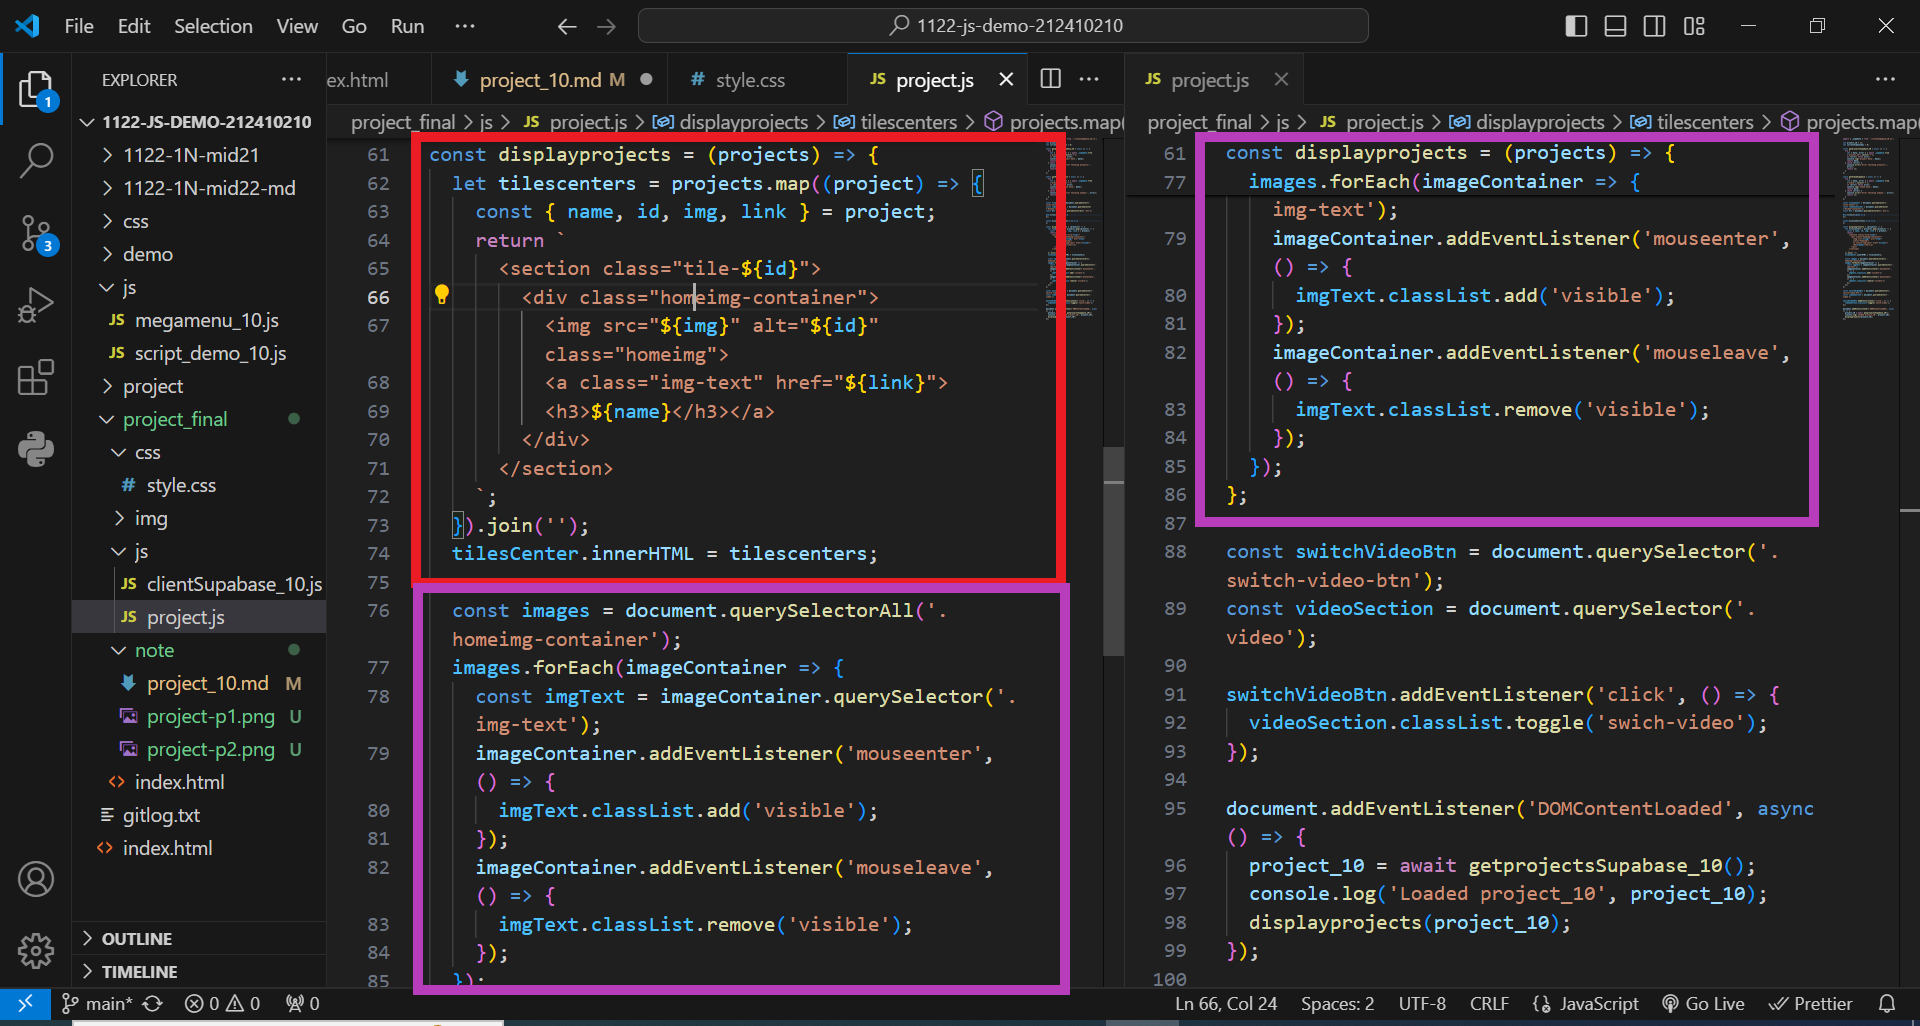 File Edit Selection View Go Run ···
1122-js-demo-212410210
EXPLORER
1122-JS-DEMO-212410210
1122-1N-mid21
1122-1N-mid22-md
css
demo
js
JS megamenu_10.js
JS script_demo_10.js
project
project_final
css
# style.css
img
js
JS clientSupabase_10.js
JS project.js
note
project_10.md M
project-p1.png U
project-p2.png U
<> index.html
gitlog.txt
<> index.html
OUTLINE
TIMELINE
1
3
ex.html
project_10.md M
# style.css
JS project.js
project_final > js > JS project.js > displayprojects > tilescenters > projects.map(
61 const displayprojects = (projects) => {
62 let tilescenters = projects.map((project) => {
63 const { name, id, img, link } = project;
64 return `
65 <section class="tile-${id}">
66 <div class="homeimg-container">
67 <img src="${img}" alt="${id}"
class="homeimg">
68 <a class="img-text" href="${link}">
69 <h3>${name}</h3></a>
70 </div>
71 </section>
72 `;
73 }).join('');
74 tilesCenter.innerHTML = tilescenters;
75
76 const images = document.querySelectorAll('.
homeimg-container');
77 images.forEach(imageContainer => {
78 const imgText = imageContainer.querySelector('.
img-text');
79 imageContainer.addEventListener('mouseenter',
() => {
80 imgText.classList.add('visible');
81 });
82 imageContainer.addEventListener('mouseleave',
() => {
83 imgText.classList.remove('visible');
84 });
85 });
JS project.js
project_final > js > JS project.js > displayprojects > tilescenters > projects.map(
61 const displayprojects = (projects) => {
77 images.forEach(imageContainer => {
img-text');
79 imageContainer.addEventListener('mouseenter',
() => {
80 imgText.classList.add('visible');
81 });
82 imageContainer.addEventListener('mouseleave',
() => {
83 imgText.classList.remove('visible');
84 });
85 });
86 };
87
88 const switchVideoBtn = document.querySelector('.
switch-video-btn');
89 const videoSection = document.querySelector('.
video');
90
91 switchVideoBtn.addEventListener('click', () => {
92 videoSection.classList.toggle('swich-video');
93 });
94
95 document.addEventListener('DOMContentLoaded', async
() => {
96 project_10 = await getprojectsSupabase_10();
97 console.log('Loaded project_10', project_10);
98 displayprojects(project_10);
99 });
100
main* 0 0 0
Ln 66, Col 24 Spaces: 2 UTF-8 CRLF {} JavaScript Go Live Prettier